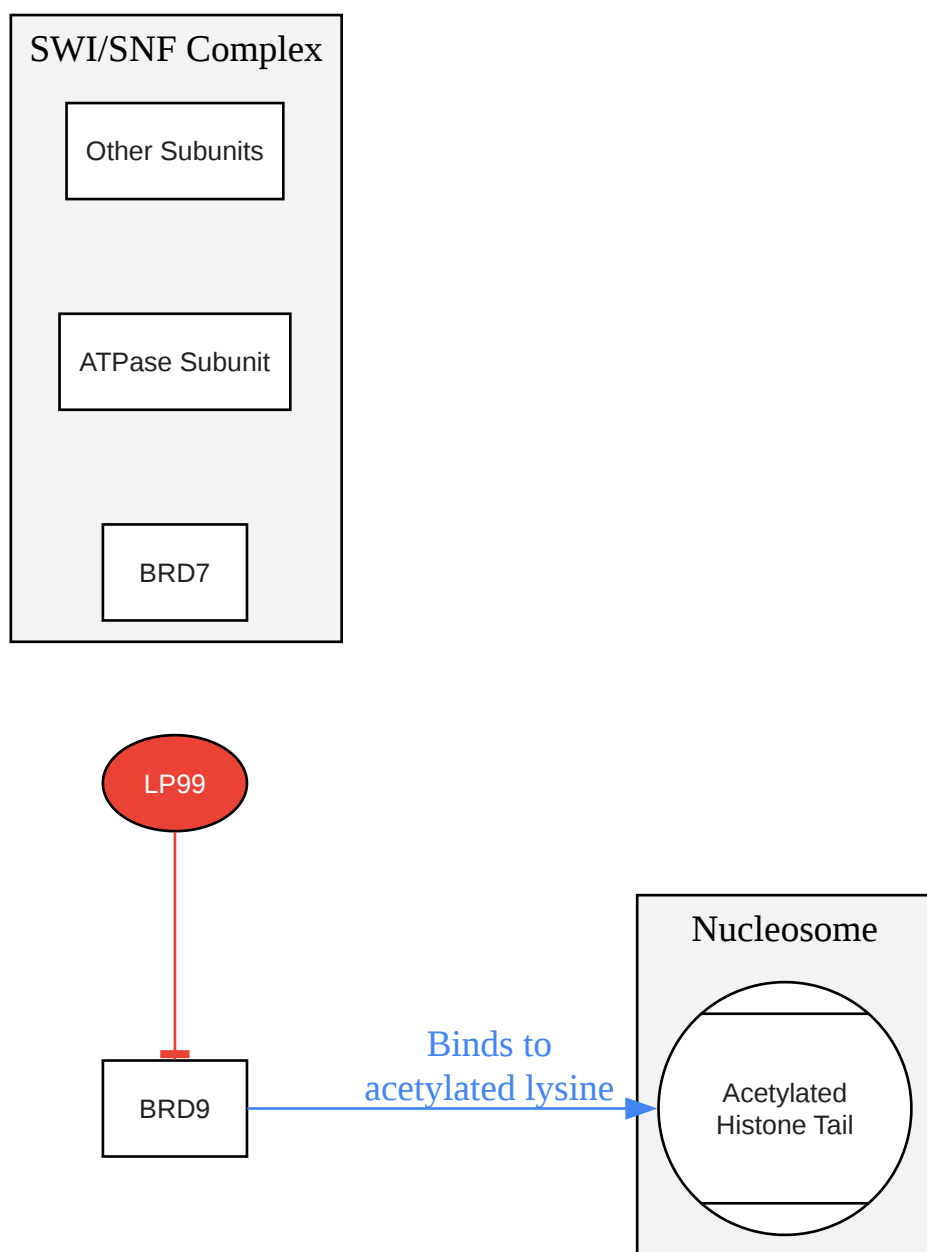 SWI/SNF Complex
Other Subunits
ATPase Subunit
BRD7
LP99
Nucleosome
Binds to
acetylated lysine
BRD9
Acetylated
Histone Tail